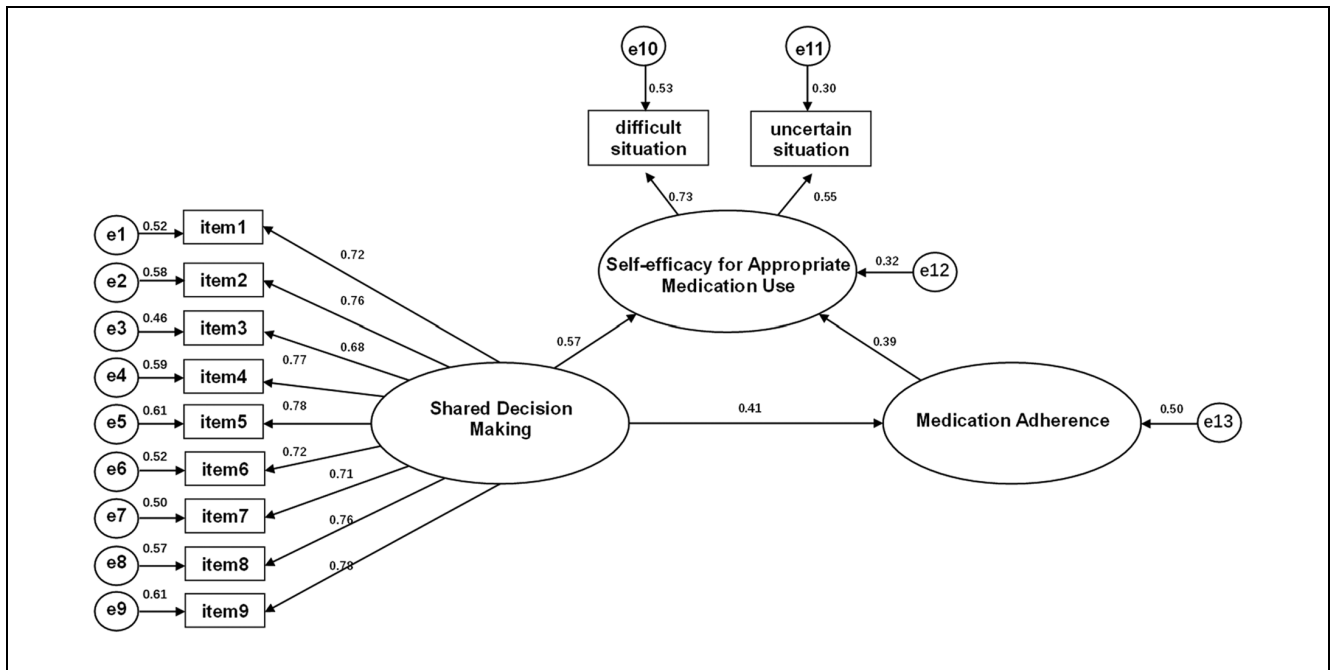 e10
e11
0.53
0.30
difficult
situation
uncertain
situation
0.73
0.55
e1
0.52
item1
Self-efficacy for Appropriate
Medication Use
0.32
e12
e2
0.58
item2
0.72
0.76
e3
0.46
item3
0.68
0.57
0.39
e4
0.59
item4
0.77
e5
0.61
item5
0.78
Shared Decision
Making
0.41
Medication Adherence
0.50
e13
e6
0.52
item6
0.72
e7
0.50
item7
0.71
e8
0.57
item8
0.76
e9
0.61
item9
0.78